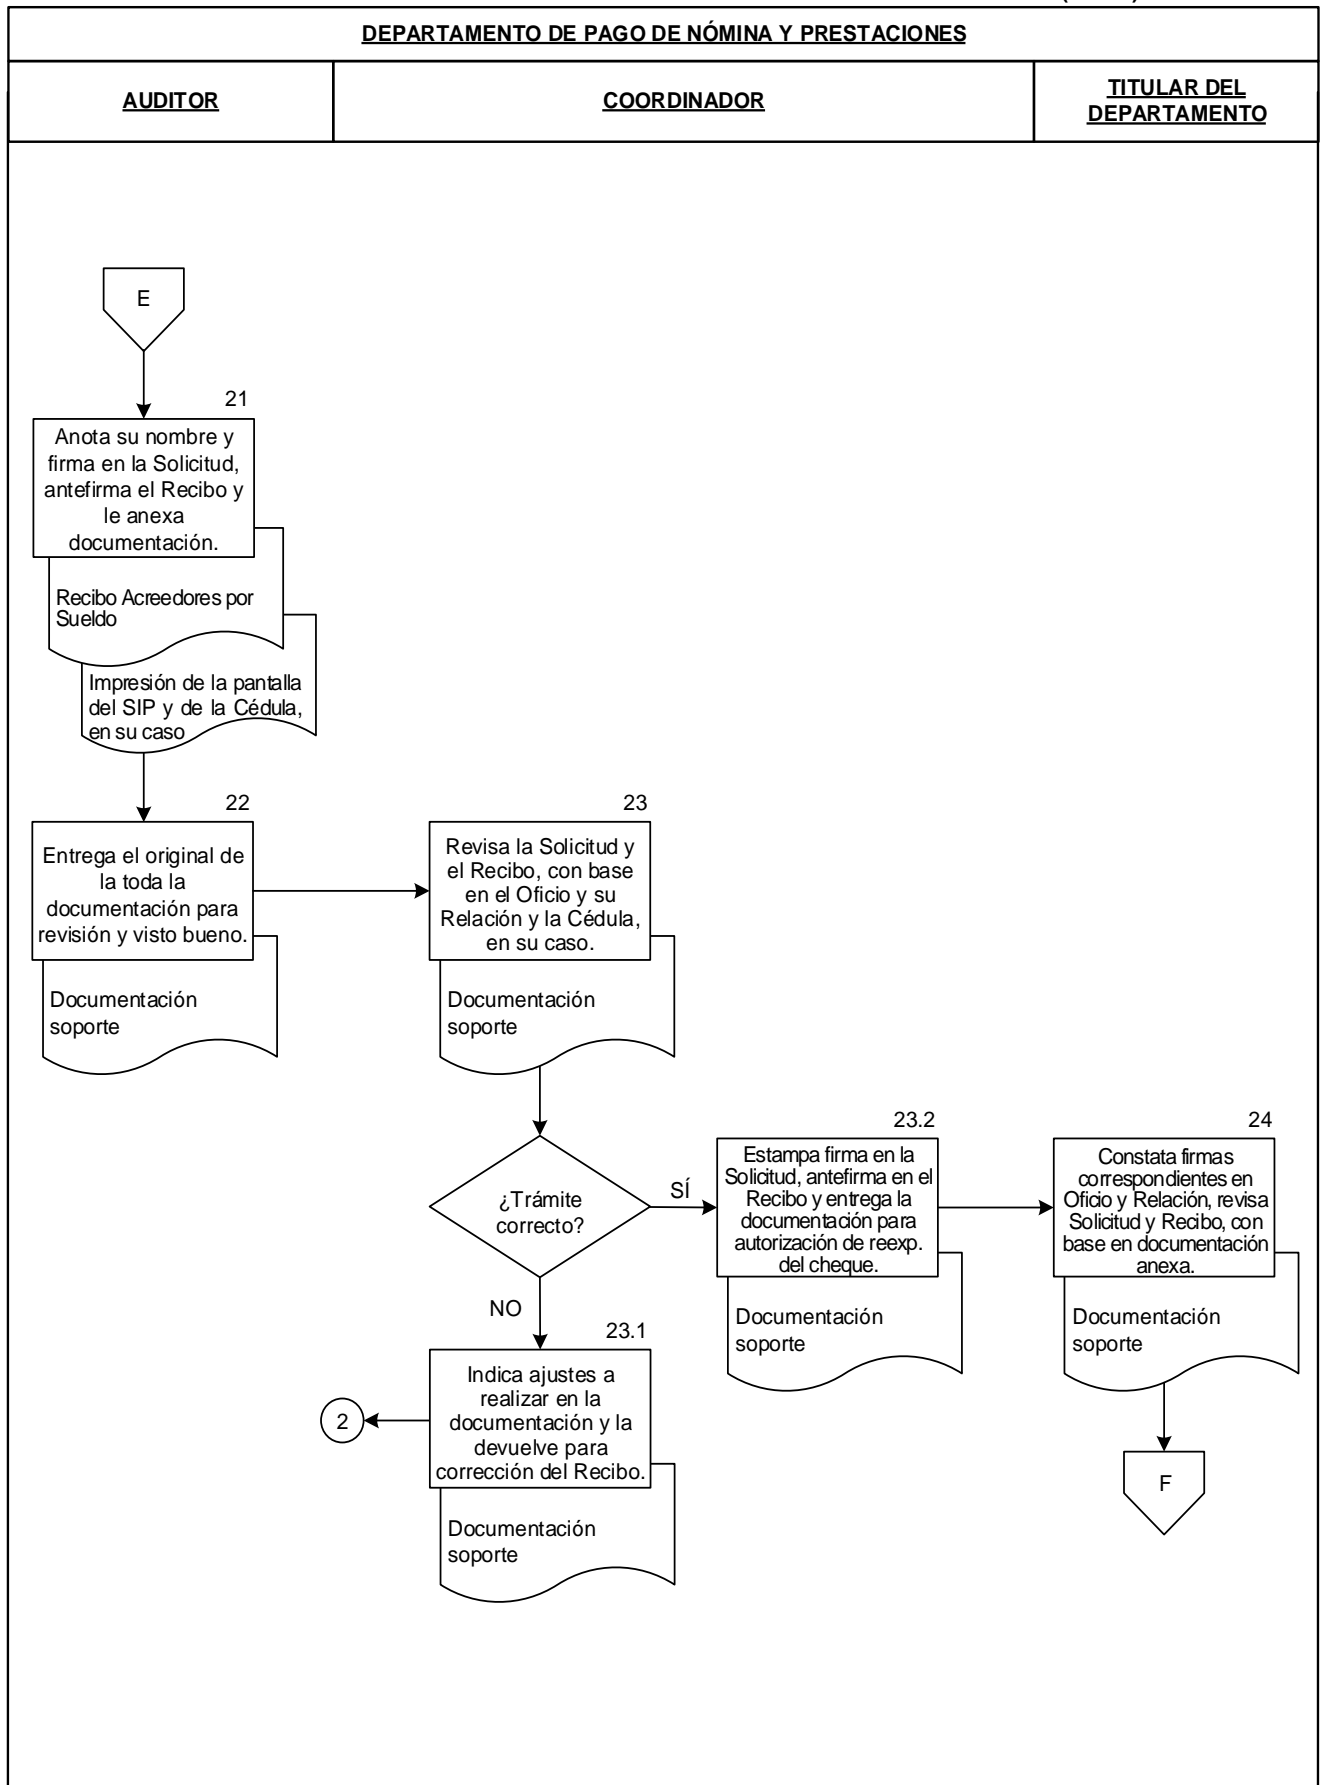 DEPARTAMENTO DE PAGO DE NÓMINA Y PRESTACIONES
AUDITOR
COORDINADOR
TITULAR DEL
DEPARTAMENTO
E
21
Anota su nombre y
firma en la Solicitud,
antefirma el Recibo y
le anexa
documentación.
Recibo Acreedores por
Sueldo
Impresión de la pantalla
del SIP y de la Cédula,
en su caso
22
Entrega el original de
la toda la
documentación para
revisión y visto bueno.
Documentación
soporte
23
Revisa la Solicitud y
el Recibo, con base
en el Oficio y su
Relación y la Cédula,
en su caso.
Documentación
soporte
¿Trámite
correcto?
SÍ
NO
23.2
Estampa firma en la
Solicitud, antefirma en el
Recibo y entrega la
documentación para
autorización de reexp.
del cheque.
Documentación
soporte
24
Constata firmas
correspondientes en
Oficio y Relación, revisa
Solicitud y Recibo, con
base en documentación
anexa.
Documentación
soporte
23.1
Indica ajustes a
realizar en la
documentación y la
devuelve para
corrección del Recibo.
Documentación
soporte
2
F